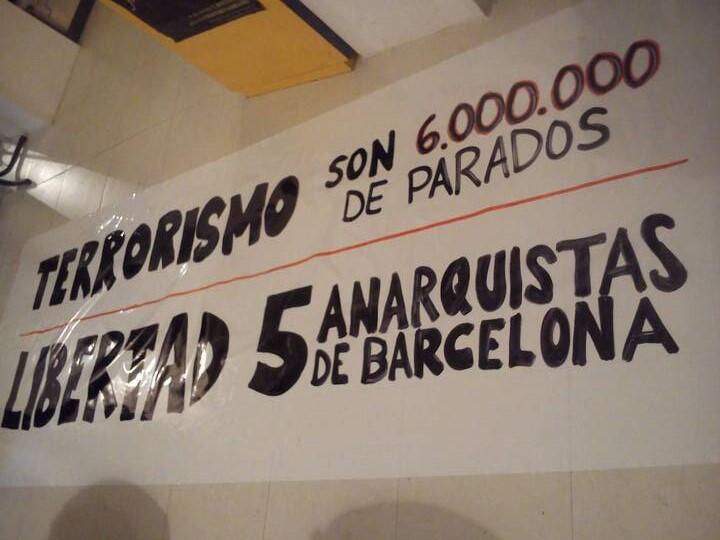 TERRORISMO SON 6.000.000
DE PARADOS
LIBERTAD 5 ANARQUISTAS
DE BARCELONA